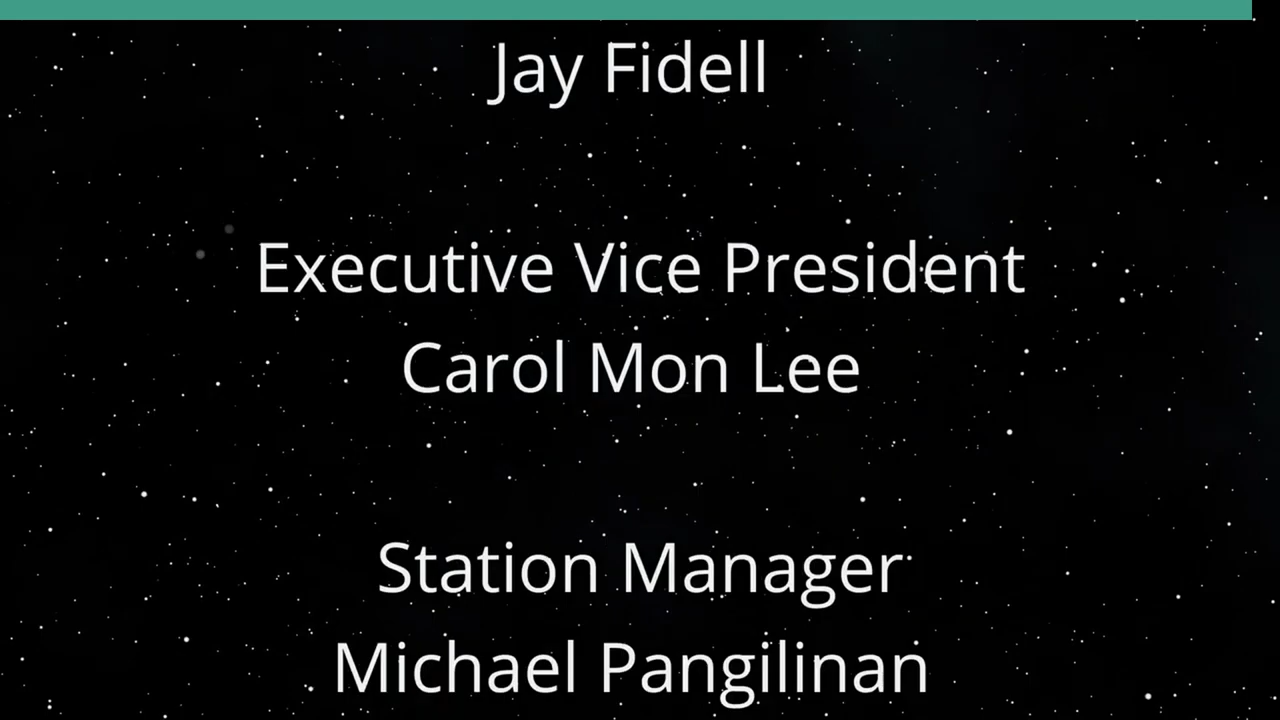 Jay Fidell
Executive Vice President
Carol Mon Lee
Station Manager
Michael Pangilinan